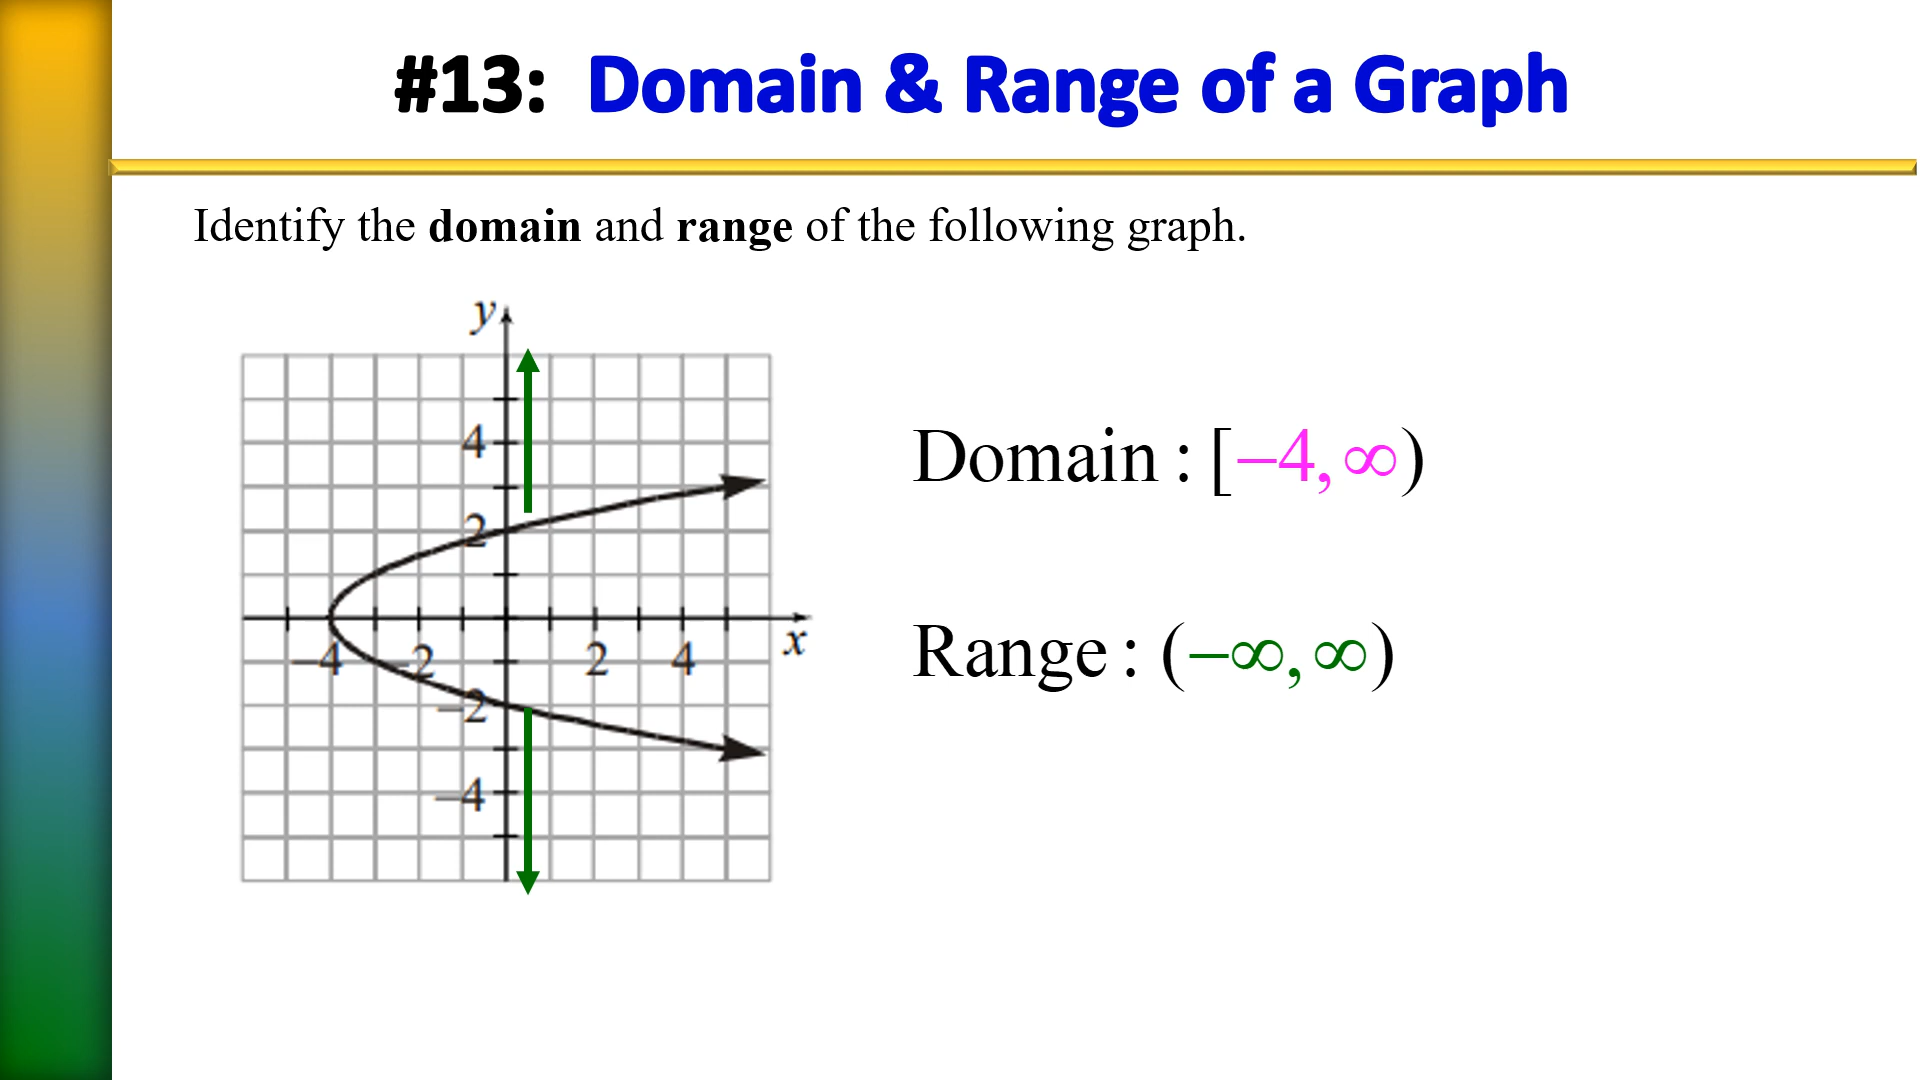 #13: Domain & Range of a Graph
Identify the domain and range of the following graph.
y
4
2
–4 –2 2 4 x
–2
–4
Domain : [–4, ∞)
Range : (–∞, ∞)